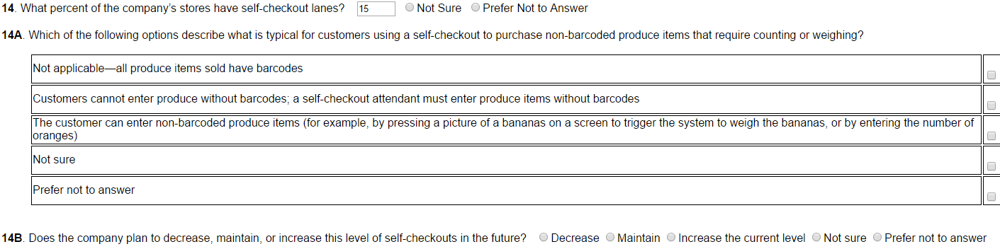 14. What percent of the company's stores have self-checkout lanes? 15 Not Sure Prefer Not to Answer
14A. Which of the following options describe what is typical for customers using a self-checkout to purchase non-barcoded produce items that require counting or weighing?
Not applicable—all produce items sold have barcodes
Customers cannot enter produce without barcodes; a self-checkout attendant must enter produce items without barcodes
The customer can enter non-barcoded produce items (for example, by pressing a picture of a bananas on a screen to trigger the system to weigh the bananas, or by entering the number of
oranges)
Not sure
Prefer not to answer
14B. Does the company plan to decrease, maintain, or increase this level of self-checkouts in the future? Decrease Maintain Increase the current level Not sure Prefer not to answer